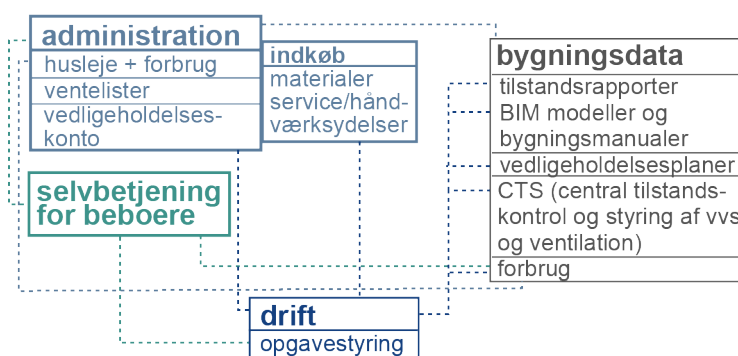 administration
husleje + forbrug
ventelister
vedligeholdelses-
konto
indkøb
materialer
service/hånd-
værksydelser
bygningsdata
tilstandsrapporter
BIM modeller og
bygningsmanualer
vedligeholdelsesplaner
CTS (central tilstands-
kontrol og styring af vvs
og ventilation)
forbrug
selvbetjening
for beboere
drift
opgavestyring